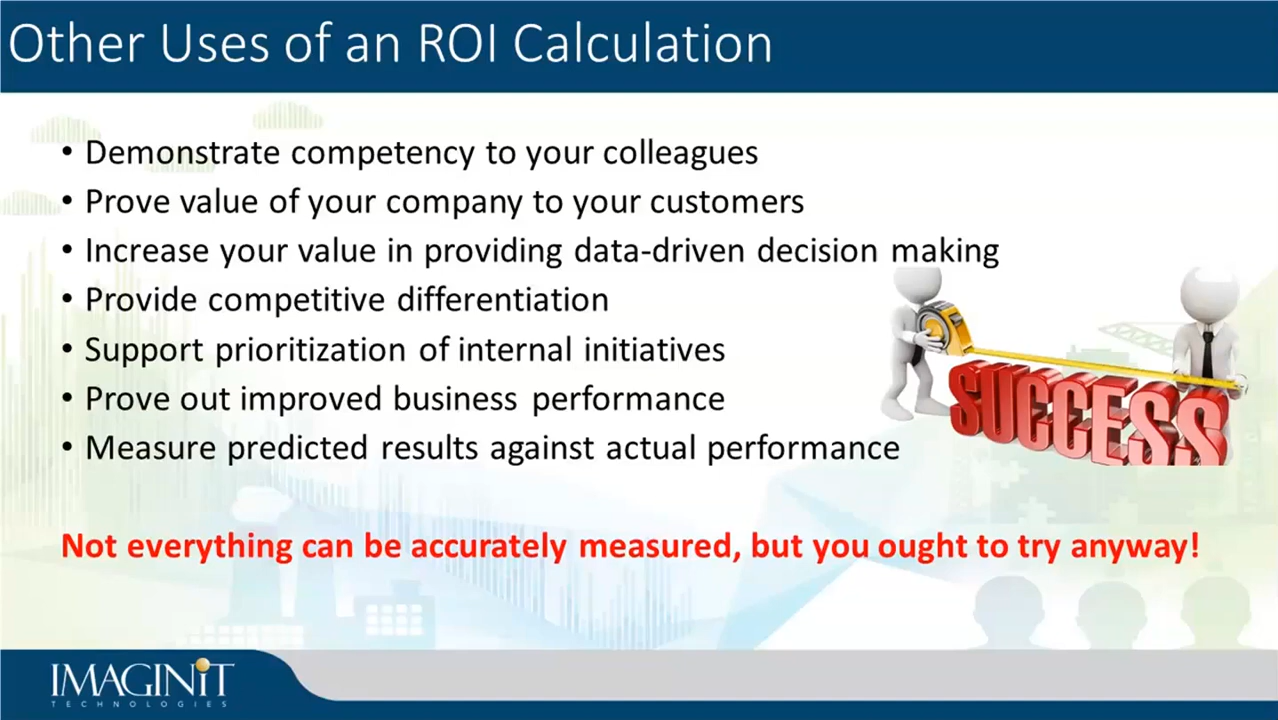 Other Uses of an ROI Calculation
• Demonstrate competency to your colleagues
• Prove value of your company to your customers
• Increase your value in providing data-driven decision making
• Provide competitive differentiation
• Support prioritization of internal initiatives
• Prove out improved business performance
• Measure predicted results against actual performance
SUCCESS
Not everything can be accurately measured, but you ought to try anyway!
IMAGINiT
TECHNOLOGIES